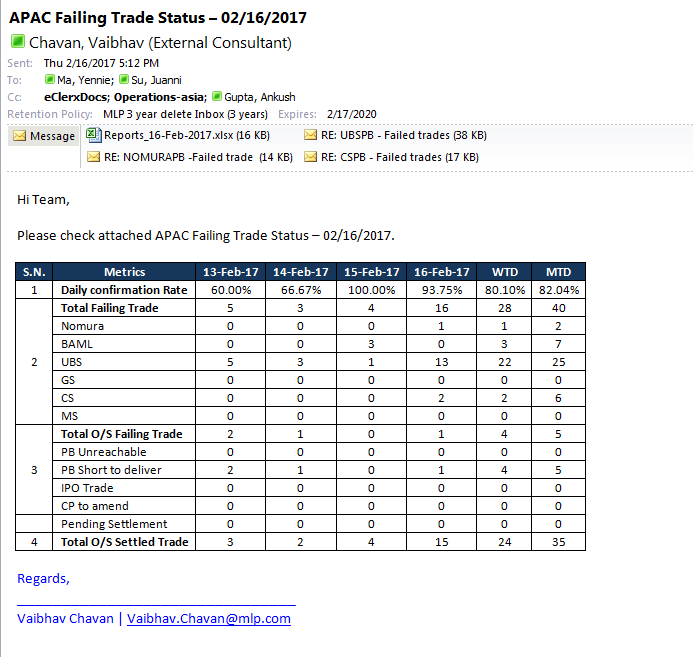 APAC Failing Trade Status – 02/16/2017
Chavan, Vaibhav (External Consultant)
Sent: Thu 2/16/2017 5:12 PM
To: Ma, Yennie; Su, Juanni
Cc: eClerxDocs; Operations-asia; Gupta, Ankush
Retention Policy: MLP 3 year delete Inbox (3 years) Expires: 2/17/2020
Message Reports_16-Feb-2017.xlsx (16 KB) RE: UBSPB - Failed trades (38 KB)
RE: NOMURAPB -Failed trade (14 KB) RE: CSPB - Failed trades (17 KB)
Hi Team,
Please check attached APAC Failing Trade Status – 02/16/2017.
S.N. Metrics 13-Feb-17 14-Feb-17 15-Feb-17 16-Feb-17 WTD MTD
1 Daily confirmation Rate 60.00% 66.67% 100.00% 93.75% 80.10% 82.04%
Total Failing Trade 5 3 4 16 28 40
Nomura 0 0 0 1 1 2
BAML 0 0 3 0 3 7
2 UBS 5 3 1 13 22 25
GS 0 0 0 0 0 0
CS 0 0 0 2 2 6
MS 0 0 0 0 0 0
Total O/S Failing Trade 2 1 0 1 4 5
PB Unreachable 0 0 0 0 0 0
3 PB Short to deliver 2 1 0 1 4 5
IPO Trade 0 0 0 0 0 0
CP to amend 0 0 0 0 0 0
Pending Settlement 0 0 0 0 0 0
4 Total O/S Settled Trade 3 2 4 15 24 35
Regards,
Vaibhav Chavan | Vaibhav.Chavan@mlp.com